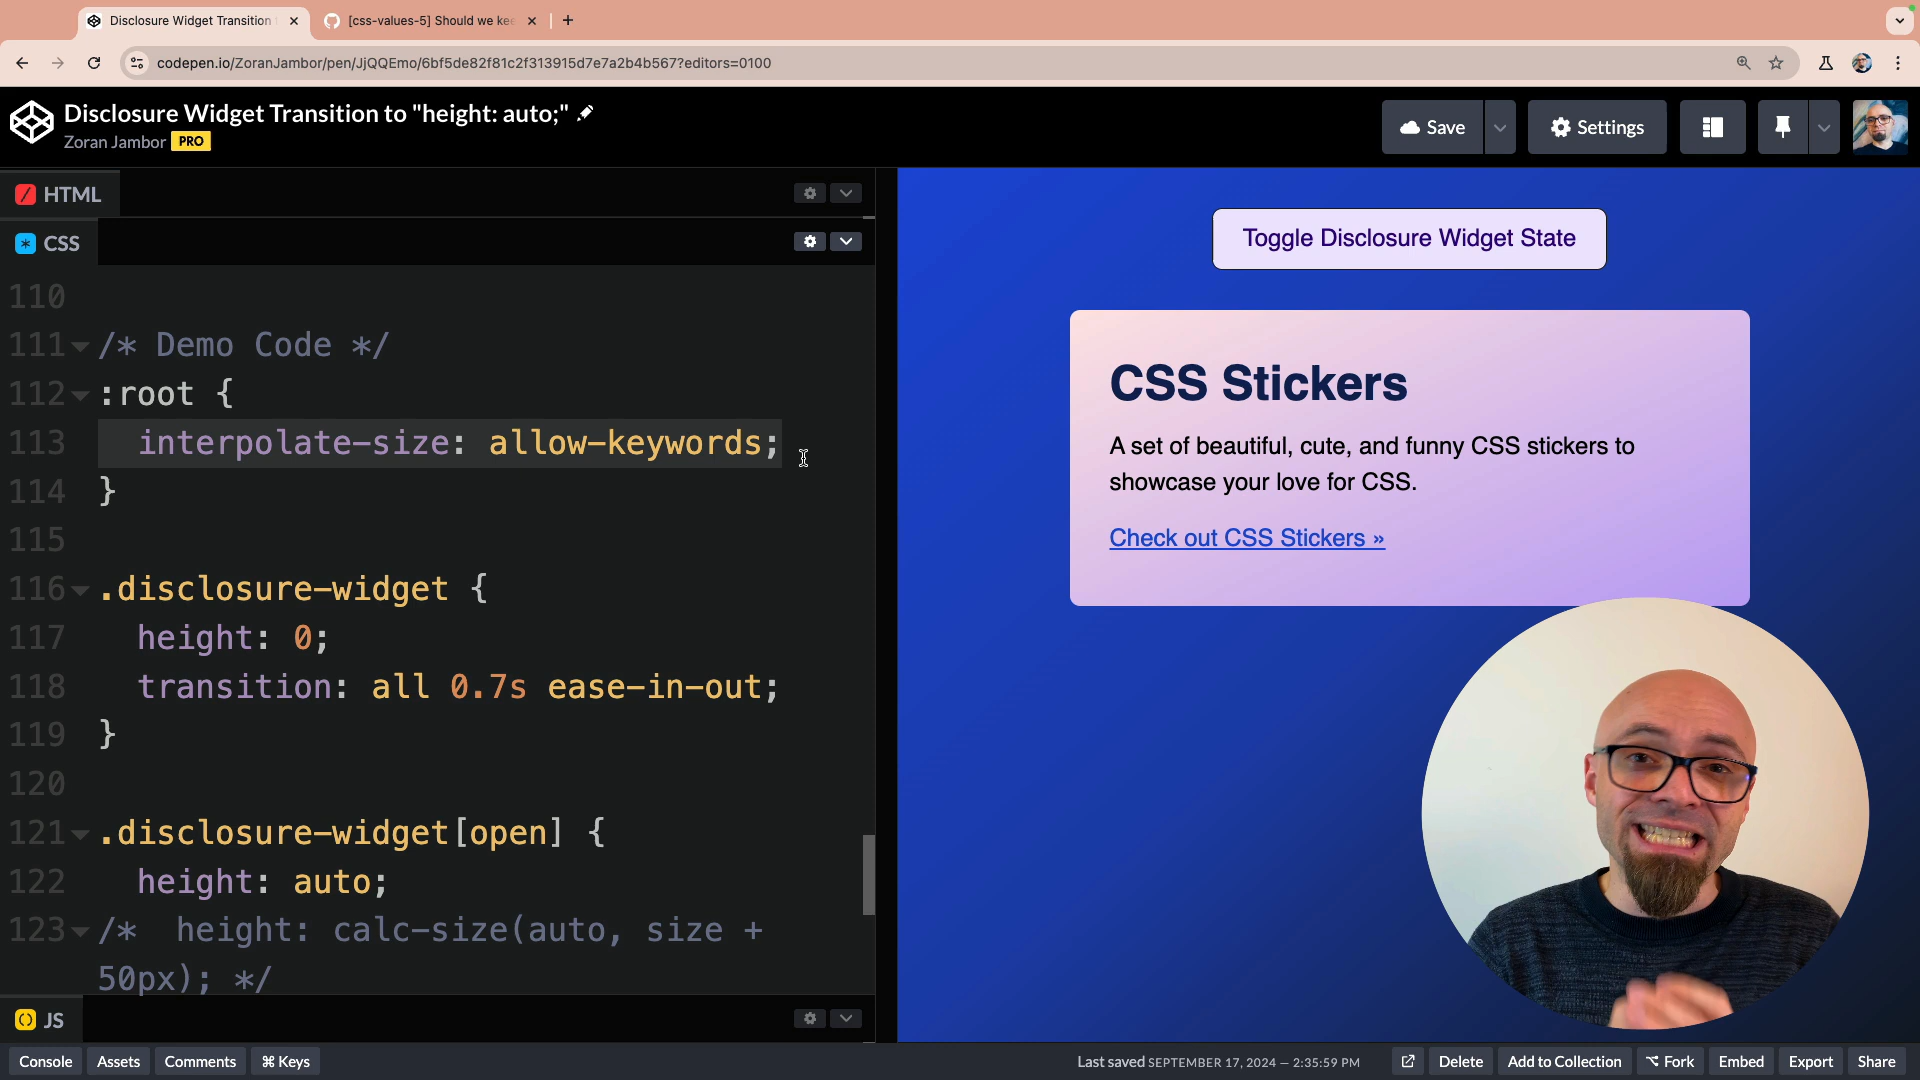 Disclosure Widget Transition
[css-values-5] Should we kee
codepen.io/ZoranJambor/pen/JjQQEmo/6bf5de82f81c2f313915d7e7a2b4b567?editors=0100
Disclosure Widget Transition to "height: auto;"
Zoran Jambor PRO
Save
Settings
HTML
CSS
110
111 /* Demo Code */
112 :root {
113 interpolate-size: allow-keywords;
114 }
115
116 .disclosure-widget {
117 height: 0;
118 transition: all 0.7s ease-in-out;
119 }
120
121 .disclosure-widget[open] {
122 height: auto;
123 /* height: calc-size(auto, size +
50px); */
JS
Toggle Disclosure Widget State
CSS Stickers
A set of beautiful, cute, and funny CSS stickers to
showcase your love for CSS.
Check out CSS Stickers »
Console Assets Comments ⌘ Keys Last saved SEPTEMBER 17, 2024 — 2:35:59 PM Delete Add to Collection ⌥ Fork Embed Export Share